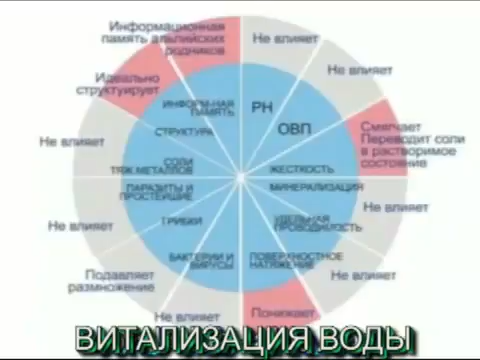 Информационная
память альпийских
родников
Не влияет
Не влияет
Идеально
структурирует
ИНФОРМ-НАЯ
ПАМЯТЬ
PH
ОВП
Смягчает
Переводит соли
в растворимое
состояние
СТРУКТУРА
Не влияет
СОЛИ
ТЯЖ.МЕТАЛЛОВ
ЖЕСТКОСТЬ
ПАРАЗИТЫ И
ПРОСТЕЙШИЕ
МИНЕРАЛИЗАЦИЯ
Не влияет
Не влияет
ГРИБКИ
УДЕЛЬНАЯ
ПРОВОДИМОСТЬ
БАКТЕРИИ И
ВИРУСЫ
ПОВЕРХНОСТНОЕ
НАТЯЖЕНИЕ
Не влияет
Подавляет
размножение
Не влияет
Понижает
ВИТАЛИЗАЦИЯ ВОДЫ